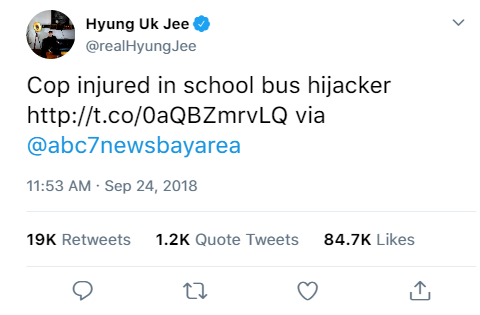 Hyung Uk Jee
@realHyungJee
Cop injured in school bus hijacker
http://t.co/0aQBZmrvLQ via
@abc7newsbayarea
11:53 AM · Sep 24, 2018
19K Retweets 1.2K Quote Tweets 84.7K Likes